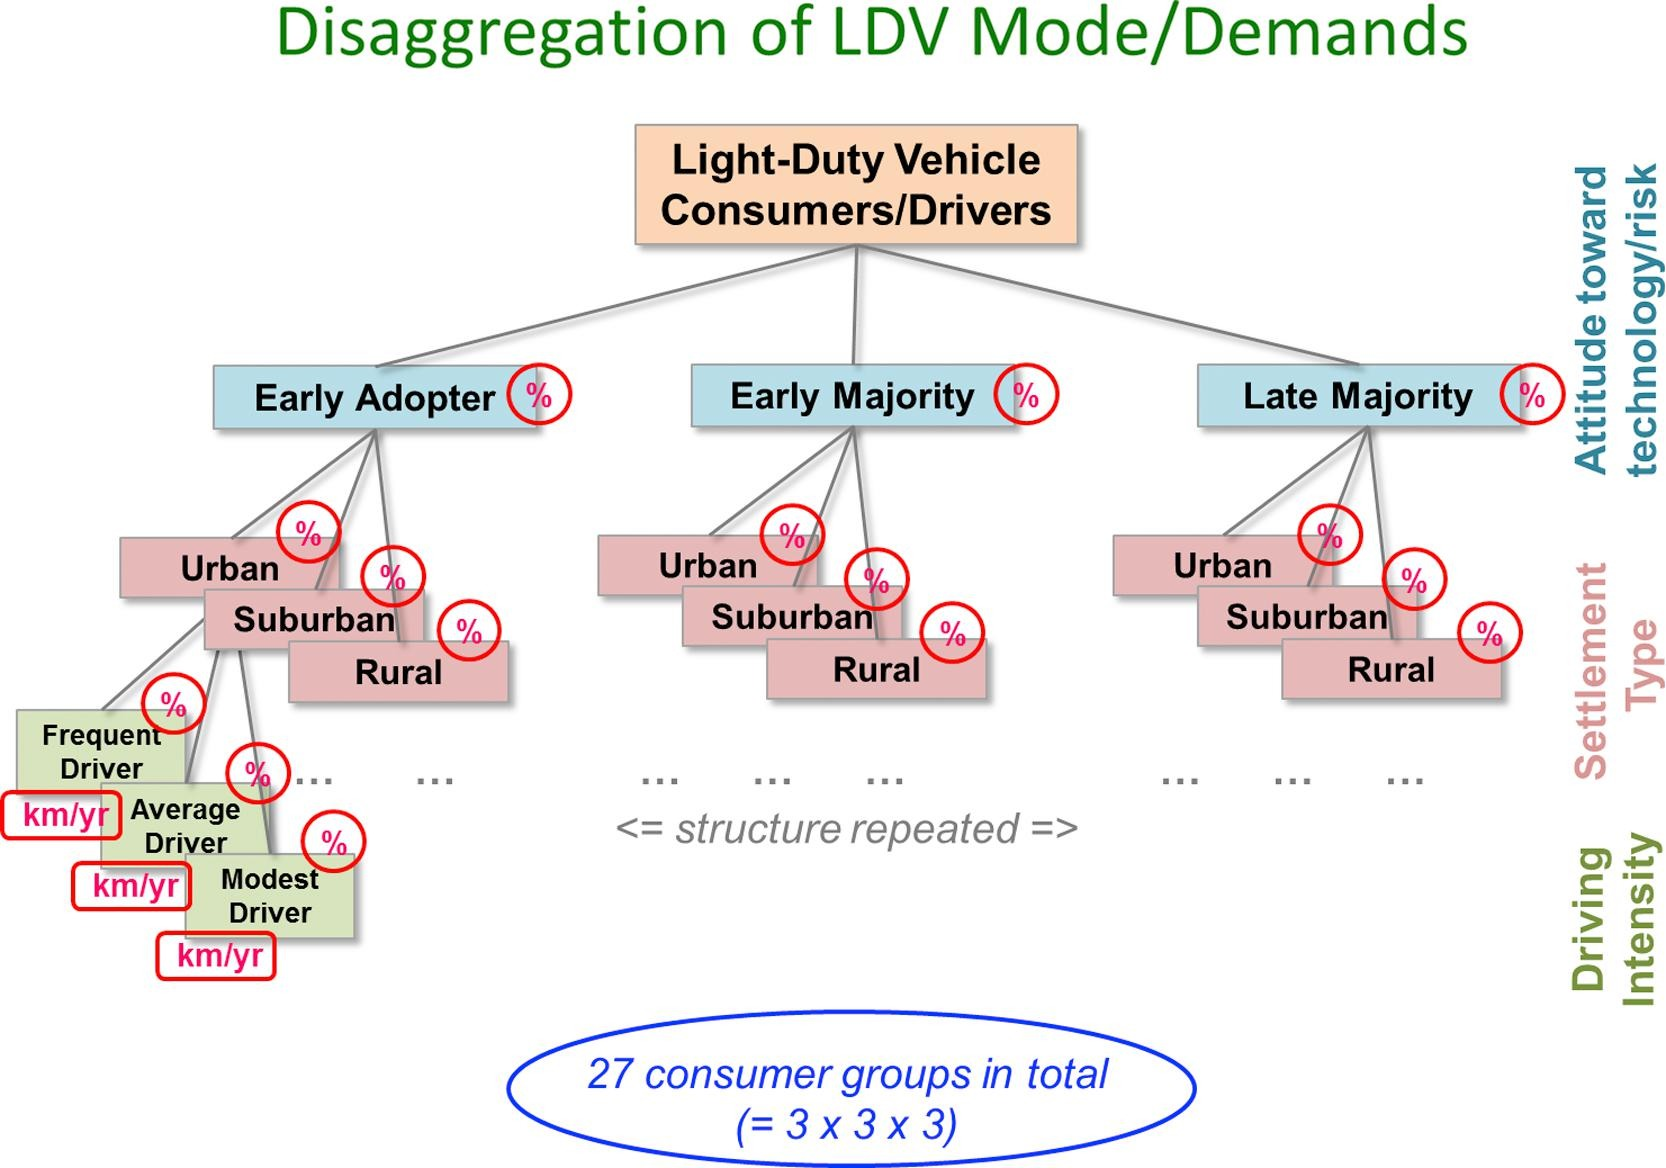 Disaggregation of LDV Mode/Demands
Light-Duty Vehicle
Consumers/Drivers
Attitude toward
technology/risk
Early Adopter %
Early Majority %
Late Majority %
Urban %
Suburban %
Rural %
Urban %
Suburban %
Rural %
Urban %
Suburban %
Rural %
Settlement
Type
Frequent
Driver
%
km/yr
Average
Driver
%
km/yr
Modest
Driver
%
km/yr
... ... ... ... ... ... ... ...
<= structure repeated =>
Driving
Intensity
27 consumer groups in total
(= 3 x 3 x 3)